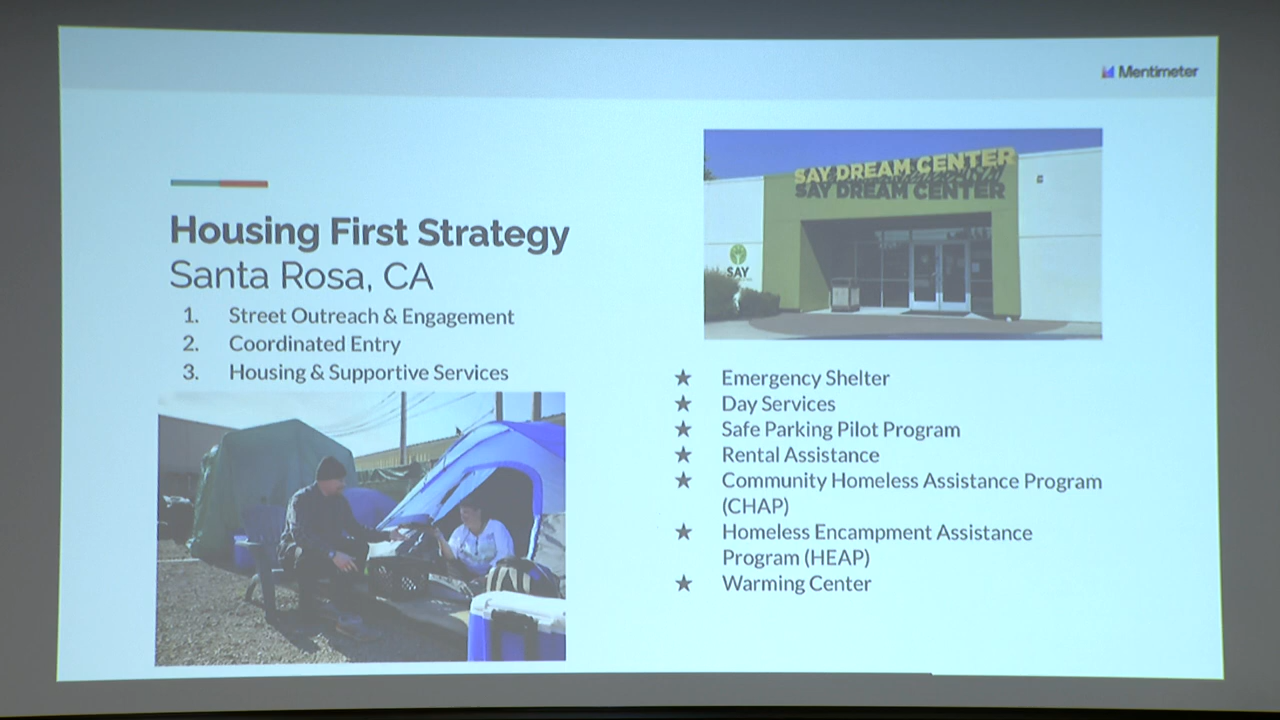 Mentimeter
Housing First Strategy
Santa Rosa, CA
1. Street Outreach & Engagement
2. Coordinated Entry
3. Housing & Supportive Services
SAY DREAM CENTER
SAY DREAM CENTER
SAY
★ Emergency Shelter
★ Day Services
★ Safe Parking Pilot Program
★ Rental Assistance
★ Community Homeless Assistance Program
(CHAP)
★ Homeless Encampment Assistance
Program (HEAP)
★ Warming Center